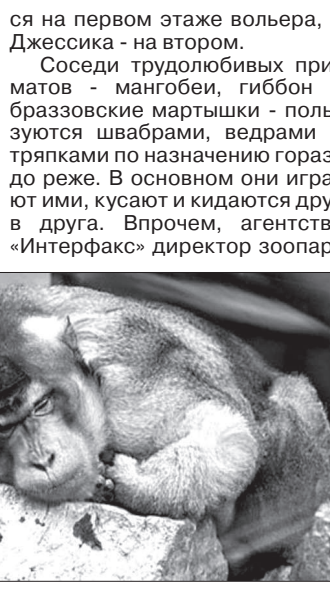 ся на первом этаже вольера,
Джессика - на втором.
Соседи трудолюбивых при
матов - мангобеи, гиббон
браззовские мартышки - поль
зуются швабрами, ведрами
тряпками по назначению гораз
до реже. В основном они игра
ют ими, кусают и кидаются дру
в друга. Впрочем, агентств
«Интерфакс» директор зоопар